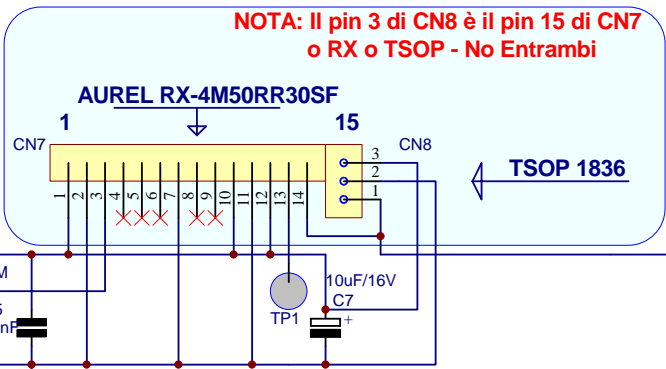 NOTA: Il pin 3 di CN8 è il pin 15 di CN7
o RX o TSOP - No Entrambi
AUREL RX-4M50RR30SF
1
15
CN7
CN8
3
2
1
TSOP 1836
1
2
3
4
5
6
7
8
9
10
11
12
13
14
M
10uF/16V
C7
+
TP1
5
nF